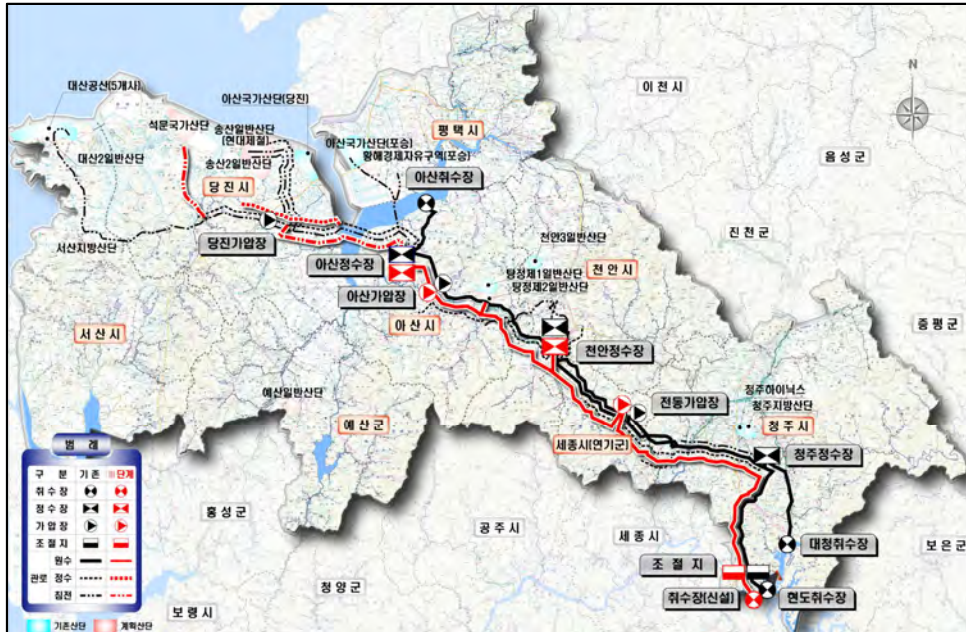 N
이천시
대산공산(5개사)
아산국가산단(당진)
석문국가산단
송산일반산단
(현대제철)
아산국가산단(포승)
황해경제자유구역(포승)
평택시
음성군
대산2일반산단
송산2일반산단
당진시
아산취수장
진천군
서산지방산단
당진가압장
천안3일반산단
아산정수장
탕정제1일반산단
탕정제2일반산단
천안시
아산가압장
아산시
증평군
서산시
천안정수장
예산일반산단
전동가압장
청주하이닉스
청주지방산단
예산군
청주시
세종시(연기군)
청주정수장
홍성군
공주시
세종시
대청취수장
보은군
조절지
청양군
취수장(신설)
현도취수장
보령시
범례
구분 기존 III단계
취수장
정수장
가압장
조절지
원수
관로 정수
침전
기존산단 계획산단